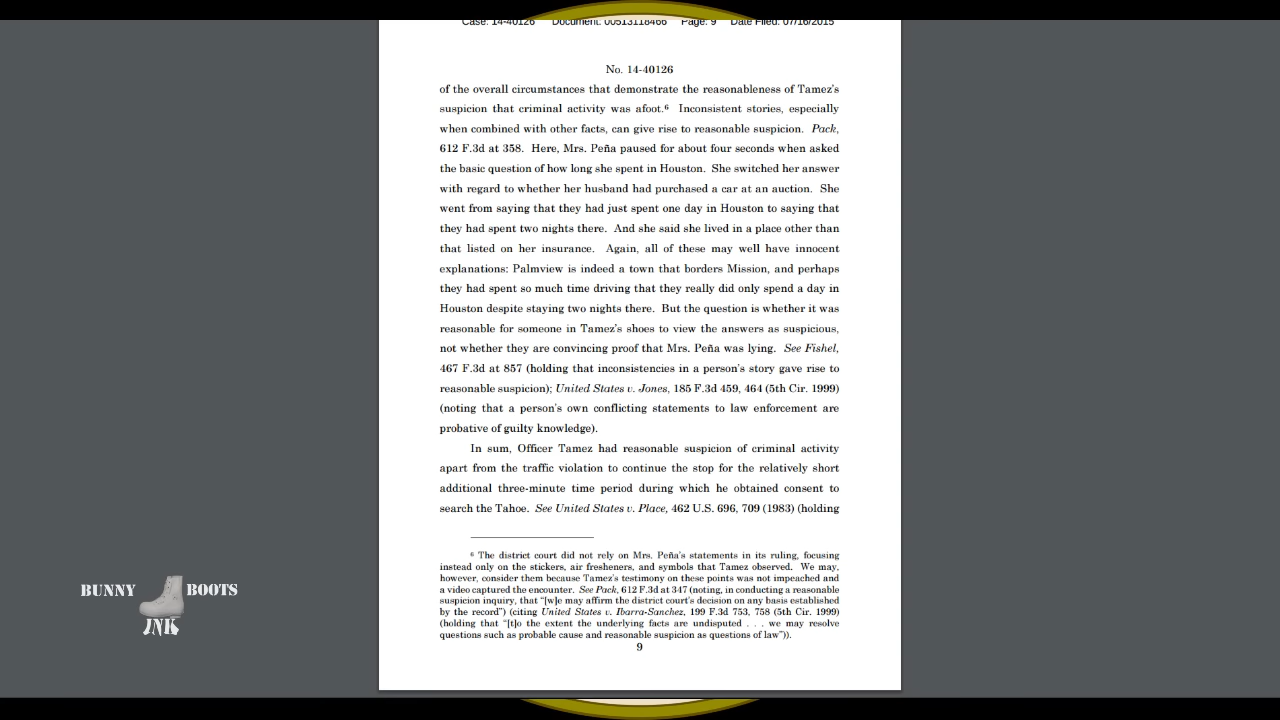 Case: 14-40126 Document: 00513118466 Page: 9 Date Filed: 07/16/2015
No. 14-40126
of the overall circumstances that demonstrate the reasonableness of Tamez's
suspicion that criminal activity was afoot.6 Inconsistent stories, especially
when combined with other facts, can give rise to reasonable suspicion. Pack,
612 F.3d at 358. Here, Mrs. Peña paused for about four seconds when asked
the basic question of how long she spent in Houston. She switched her answer
with regard to whether her husband had purchased a car at an auction. She
went from saying that they had just spent one day in Houston to saying that
they had spent two nights there. And she said she lived in a place other than
that listed on her insurance. Again, all of these may well have innocent
explanations: Palmview is indeed a town that borders Mission, and perhaps
they had spent so much time driving that they really did only spend a day in
Houston despite staying two nights there. But the question is whether it was
reasonable for someone in Tamez's shoes to view the answers as suspicious,
not whether they are convincing proof that Mrs. Peña was lying. See Fishel,
467 F.3d at 857 (holding that inconsistencies in a person's story gave rise to
reasonable suspicion); United States v. Jones, 185 F.3d 459, 464 (5th Cir. 1999)
(noting that a person's own conflicting statements to law enforcement are
probative of guilty knowledge).
In sum, Officer Tamez had reasonable suspicion of criminal activity
apart from the traffic violation to continue the stop for the relatively short
additional three-minute time period during which he obtained consent to
search the Tahoe. See United States v. Place, 462 U.S. 696, 709 (1983) (holding
6 The district court did not rely on Mrs. Peña's statements in its ruling, focusing
instead only on the stickers, air fresheners, and symbols that Tamez observed. We may,
however, consider them because Tamez's testimony on these points was not impeached and
a video captured the encounter. See Pack, 612 F.3d at 347 (noting, in conducting a reasonable
suspicion inquiry, that "[w]e may affirm the district court's decision on any basis established
by the record") (citing United States v. Ibarra-Sanchez, 199 F.3d 753, 758 (5th Cir. 1999)
(holding that "[t]o the extent the underlying facts are undisputed . . . we may resolve
questions such as probable cause and reasonable suspicion as questions of law")).
9
BUNNY BOOTS
INK